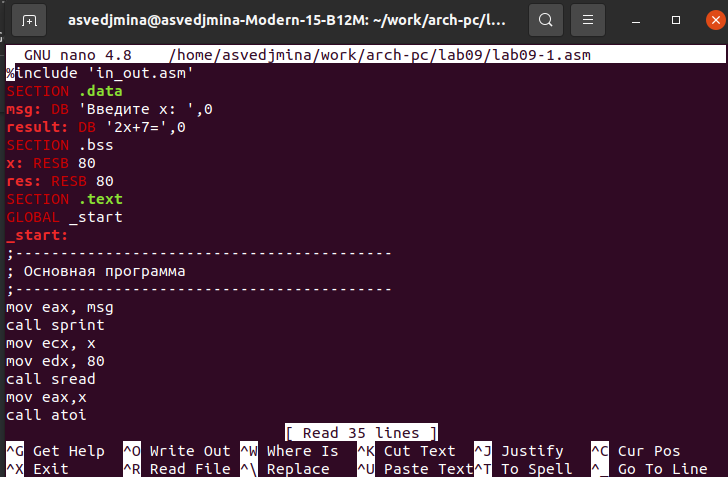 asvedjmina@asvedjmina-Modern-15-B12M: ~/work/arch-pc/l...
GNU nano 4.8 /home/asvedjmina/work/arch-pc/lab09/lab09-1.asm
%include 'in_out.asm'
SECTION .data
msg: DB 'Введите x: ',0
result: DB '2x+7=',0
SECTION .bss
x: RESB 80
res: RESB 80
SECTION .text
GLOBAL _start
_start:
;------------------------------------------
; Основная программа
;------------------------------------------
mov eax, msg
call sprint
mov ecx, x
mov edx, 80
call sread
mov eax,x
call atoi
[ Read 35 lines ]
^G Get Help ^O Write Out ^W Where Is ^K Cut Text ^J Justify ^C Cur Pos
^X Exit ^R Read File ^\ Replace ^U Paste Text ^T To Spell ^_ Go To Line